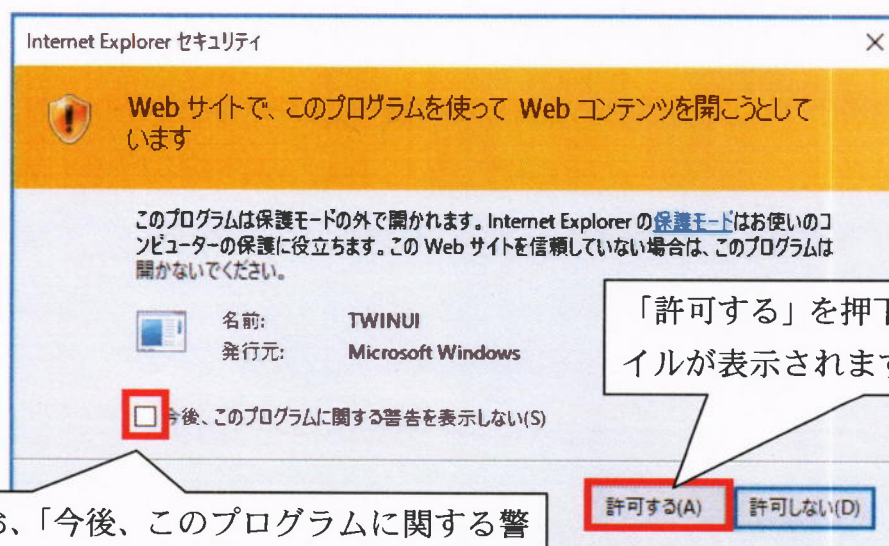 Internet Explorer セキュリティ
Web サイトで、このプログラムを使って Web コンテンツを開こうとして
います
このプログラムは保護モードの外で開かれます。Internet Explorer の保護モードはお使いのコ
ンピューターの保護に役立ちます。この Web サイトを信頼していない場合は、このプログラムは
開かないでください。
名前: TWINUI
発行元: Microsoft Windows
「許可する」を押下
イルが表示されます
今後、このプログラムに関する警告を表示しない(S)
許可する(A) 許可しない(D)
、「今後、このプログラムに関する警